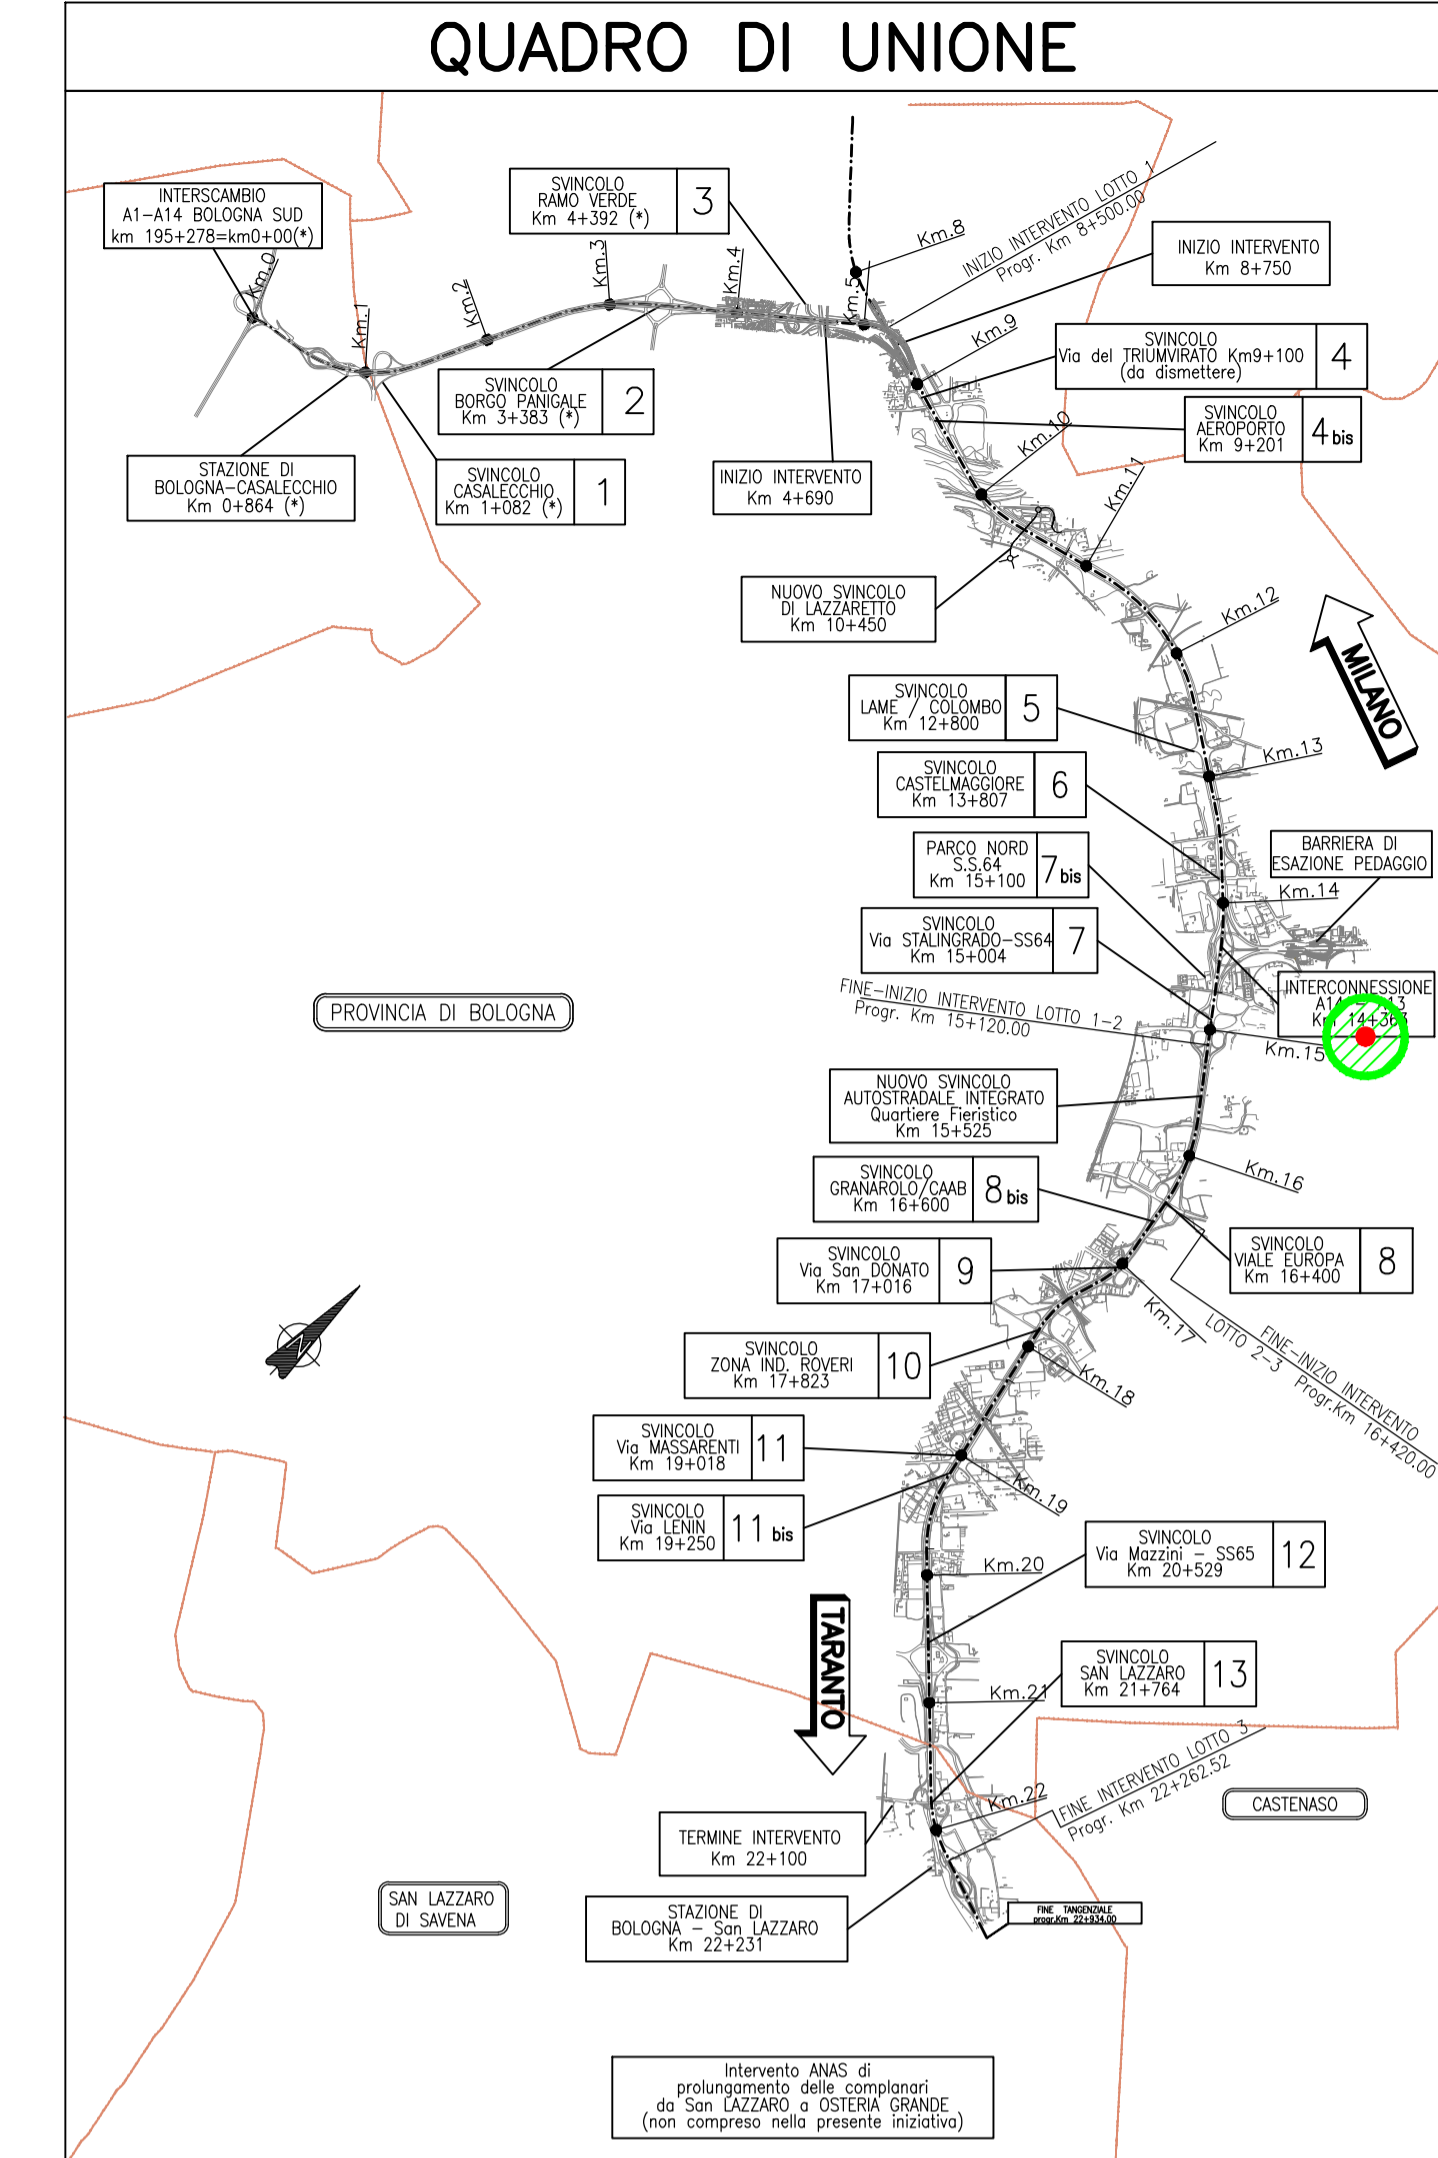 QUADRO DI UNIONE
INTERSCAMBIO
A1-A14 BOLOGNA SUD
km 195+278=km0+00(*)
SVINCOLO
RAMO VERDE
Km 4+392 (*)
3
Km.0
Km.1
Km.2
Km.3
Km.4
Km.5
Km.8
INIZIO INTERVENTO LOTTO 1
Progr. Km 8+500.00
INIZIO INTERVENTO
Km 8+750
Km.9
SVINCOLO
Via del TRIUMVIRATO Km9+100
(da dismettere)
4
SVINCOLO
BORGO PANIGALE
Km 3+383 (*)
2
SVINCOLO
AEROPORTO
Km 9+201
4 bis
Km.10
STAZIONE DI
BOLOGNA-CASALECCHIO
Km 0+864 (*)
SVINCOLO
CASALECCHIO
Km 1+082 (*)
1
INIZIO INTERVENTO
Km 4+690
Km.11
NUOVO SVINCOLO
DI LAZZARETTO
Km 10+450
Km.12
MILANO
SVINCOLO
LAME / COLOMBO
Km 12+800
5
Km.13
SVINCOLO
CASTELMAGGIORE
Km 13+807
6
PARCO NORD
S.S.64
Km 15+100
7 bis
BARRIERA DI
ESAZIONE PEDAGGIO
Km.14
SVINCOLO
Via STALINGRADO-SS64
Km 15+004
7
INTERCONNESSIONE
Km 14+363
FINE-INIZIO INTERVENTO LOTTO 1-2
Progr. Km 15+120.00
Km.15
PROVINCIA DI BOLOGNA
NUOVO SVINCOLO
AUTOSTRADALE INTEGRATO
Quartiere Fieristico
Km 15+525
Km.16
SVINCOLO
GRANAROLO/CAAB
Km 16+600
8 bis
SVINCOLO
VIALE EUROPA
Km 16+400
8
SVINCOLO
Via San DONATO
Km 17+016
9
Km.17
FINE-INIZIO INTERVENTO
LOTTO 2-3 Progr.Km 16+420.00
SVINCOLO
ZONA IND. ROVERI
Km 17+823
10
Km.18
SVINCOLO
Via MASSARENTI
Km 19+018
11
Km.19
SVINCOLO
Via LENIN
Km 19+250
11 bis
SVINCOLO
Via Mazzini - SS65
Km 20+529
12
Km.20
TARANTO
SVINCOLO
SAN LAZZARO
Km 21+764
13
Km.21
FINE INTERVENTO LOTTO 3
Progr. Km 22+262.52
Km.22
CASTENASO
TERMINE INTERVENTO
Km 22+100
SAN LAZZARO
DI SAVENA
STAZIONE DI
BOLOGNA - San LAZZARO
Km 22+231
FINE TANGENZIALE
progr.Km 22+934.00
Intervento ANAS di
prolungamento delle complanari
da San LAZZARO a OSTERIA GRANDE
(non compreso nella presente iniziativa)